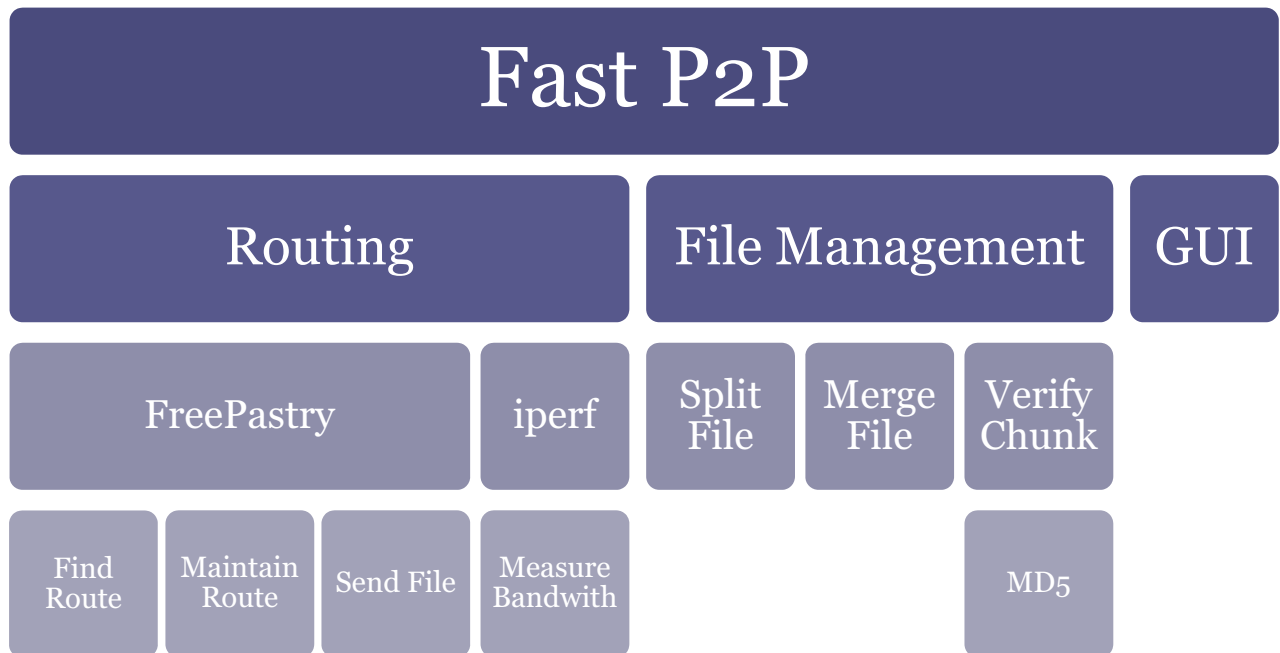 Fast P2P
Routing
File Management
GUI
FreePastry
iperf
Split
File
Merge
File
Verify
Chunk
Find
Route
Maintain
Route
Send File
Measure
Bandwith
MD5